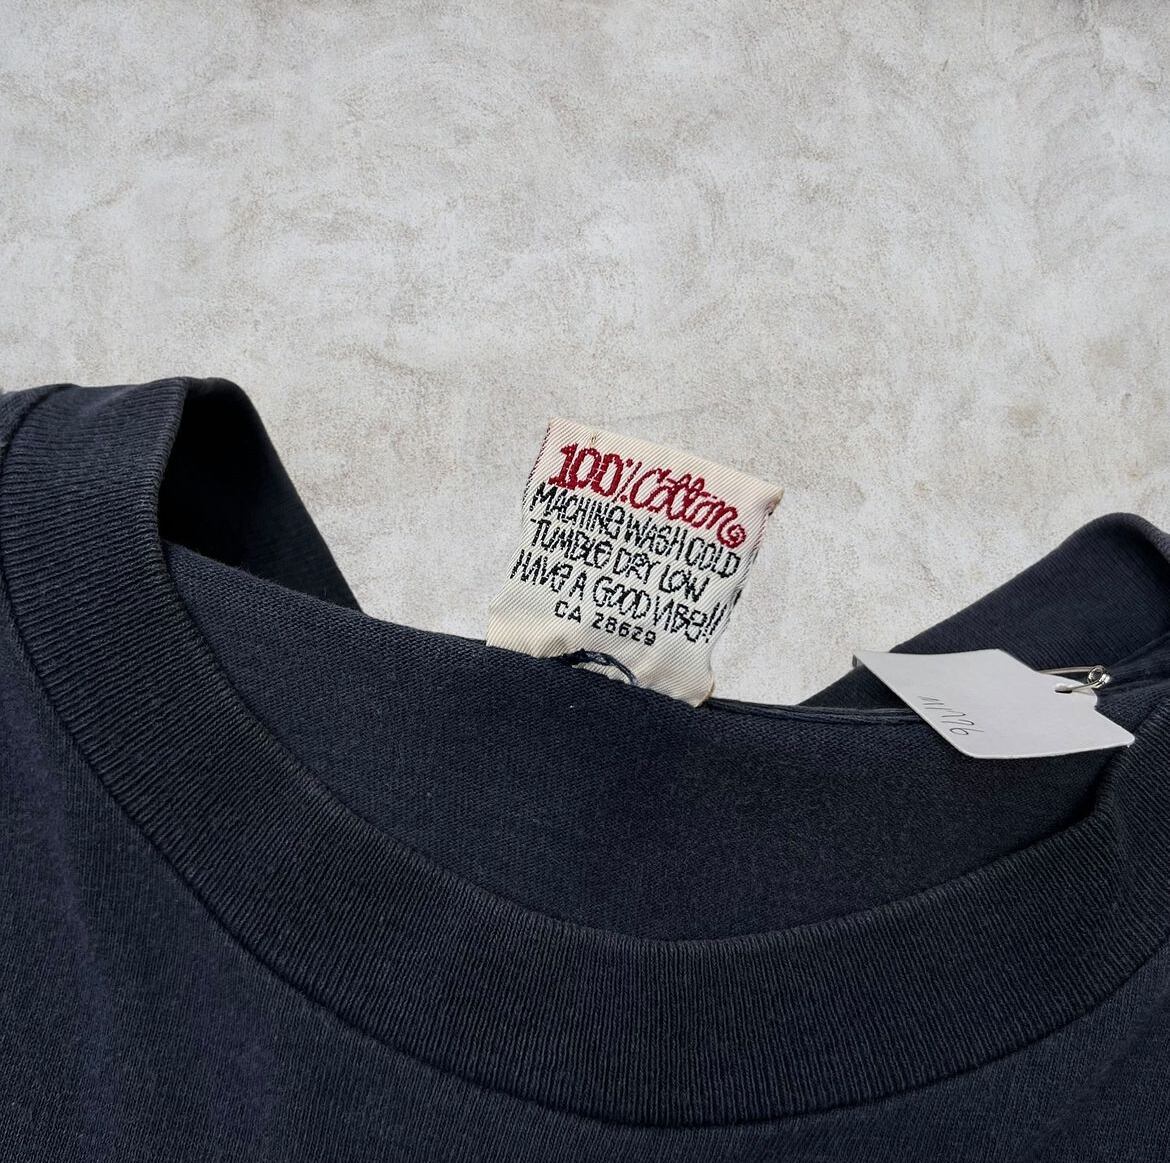 100% Cotton
MACHINE WASH COLD
TUMBLE DRY LOW
HAVE A GOOD VIBE!!
CA 28629